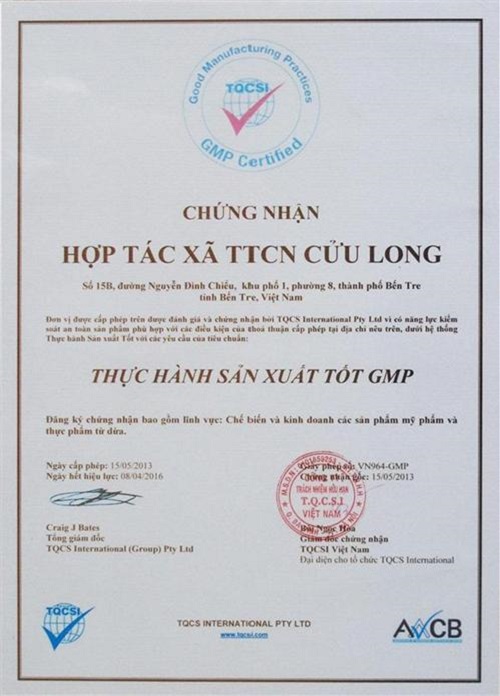 Good Manufacturing Practices
TQCSI
GMP Certified
CHỨNG NHẬN
HỢP TÁC XÃ TTCN CỬU LONG
Số 15B, đường Nguyễn Đình Chiểu, khu phố 1, phường 8, thành phố Bến Tre
tỉnh Bến Tre, Việt Nam
Đơn vị được cấp phép trên được đánh giá và chứng nhận bởi TQCS International Pty Ltd vì có năng lực kiểm
soát an toàn sản phẩm phù hợp với các điều kiện của thoả thuận cấp phép tại địa chỉ nêu trên, dưới hệ thống
Thực hành Sản xuất Tốt với các yêu cầu của tiêu chuẩn:
THỰC HÀNH SẢN XUẤT TỐT GMP
Đăng ký chứng nhận bao gồm lĩnh vực: Chế biến và kinh doanh các sản phẩm mỹ phẩm và
thực phẩm từ dừa.
Ngày cấp phép: 15/05/2013
Ngày hết hiệu lực: 08/04/2016
Giấy phép số: VN964-GMP
Chứng nhận gốc: 15/05/2013
TRÁCH NHIỆM HỮU HẠN
T.Q.C.S.I
VIỆT NAM
Craig J Bates
Tổng giám đốc
TQCS International (Group) Pty Ltd
Bùi Ngọc Hoa
Giám đốc chứng nhận
TQCSI Việt Nam
Đại diện cho tổ chức TQCS International
TQCSI
TQCS INTERNATIONAL PTY LTD
www.tqcsi.com
AWCB